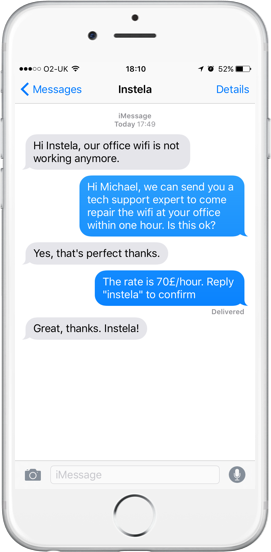 O2-UK 18:10 52%
Messages Instela Details
iMessage
Today 17:49
Hi Instela, our office wifi is not
working anymore.
Hi Michael, we can send you a
tech support expert to come
repair the wifi at your office
within one hour. Is this ok?
Yes, that's perfect thanks.
The rate is 70£/hour. Reply
"instela" to confirm
Delivered
Great, thanks. Instela!
iMessage